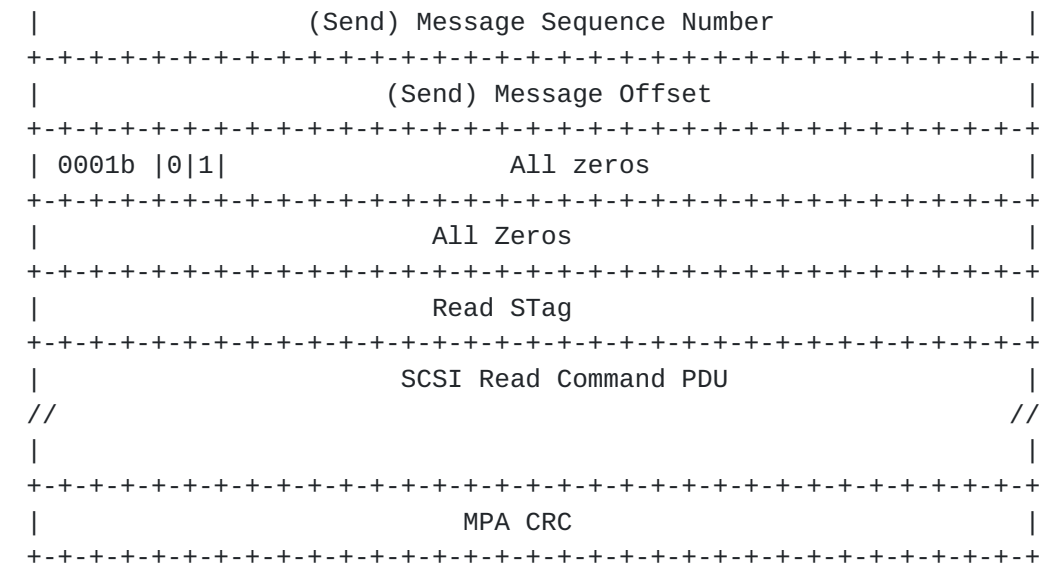 |                 (Send) Message Sequence Number                |
+-+-+-+-+-+-+-+-+-+-+-+-+-+-+-+-+-+-+-+-+-+-+-+-+-+-+-+-+-+-+-+-+
|                      (Send) Message Offset                    |
+-+-+-+-+-+-+-+-+-+-+-+-+-+-+-+-+-+-+-+-+-+-+-+-+-+-+-+-+-+-+-+-+
| 0001b |0|1|                  All zeros                        |
+-+-+-+-+-+-+-+-+-+-+-+-+-+-+-+-+-+-+-+-+-+-+-+-+-+-+-+-+-+-+-+-+
|                         All Zeros                             |
+-+-+-+-+-+-+-+-+-+-+-+-+-+-+-+-+-+-+-+-+-+-+-+-+-+-+-+-+-+-+-+-+
|                         Read STag                             |
+-+-+-+-+-+-+-+-+-+-+-+-+-+-+-+-+-+-+-+-+-+-+-+-+-+-+-+-+-+-+-+-+
|                       SCSI Read Command PDU                   |
//                                                             //
|                                                               |
+-+-+-+-+-+-+-+-+-+-+-+-+-+-+-+-+-+-+-+-+-+-+-+-+-+-+-+-+-+-+-+-+
|                           MPA CRC                             |
+-+-+-+-+-+-+-+-+-+-+-+-+-+-+-+-+-+-+-+-+-+-+-+-+-+-+-+-+-+-+-+-+